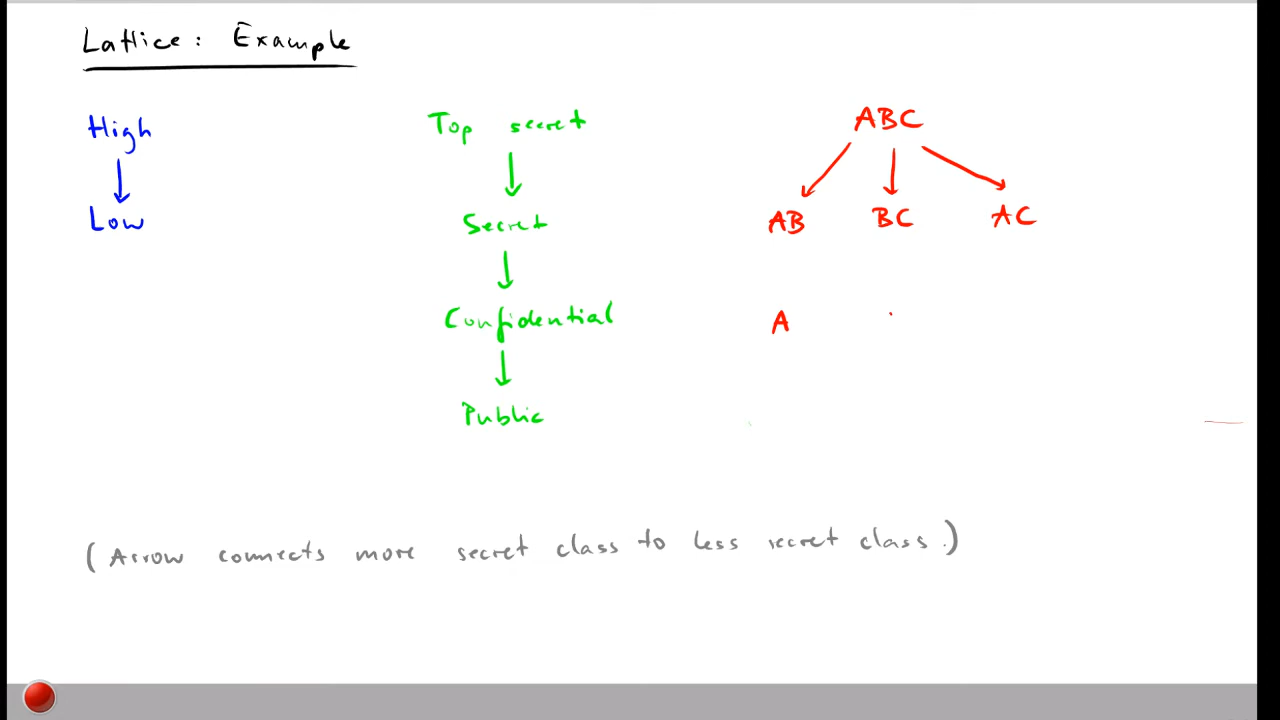 Lattice: Example
High
Low
Top secret
Secret
Confidential
Public
ABC
AB BC AC
A
(Arrow connects more secret class to less secret class.)